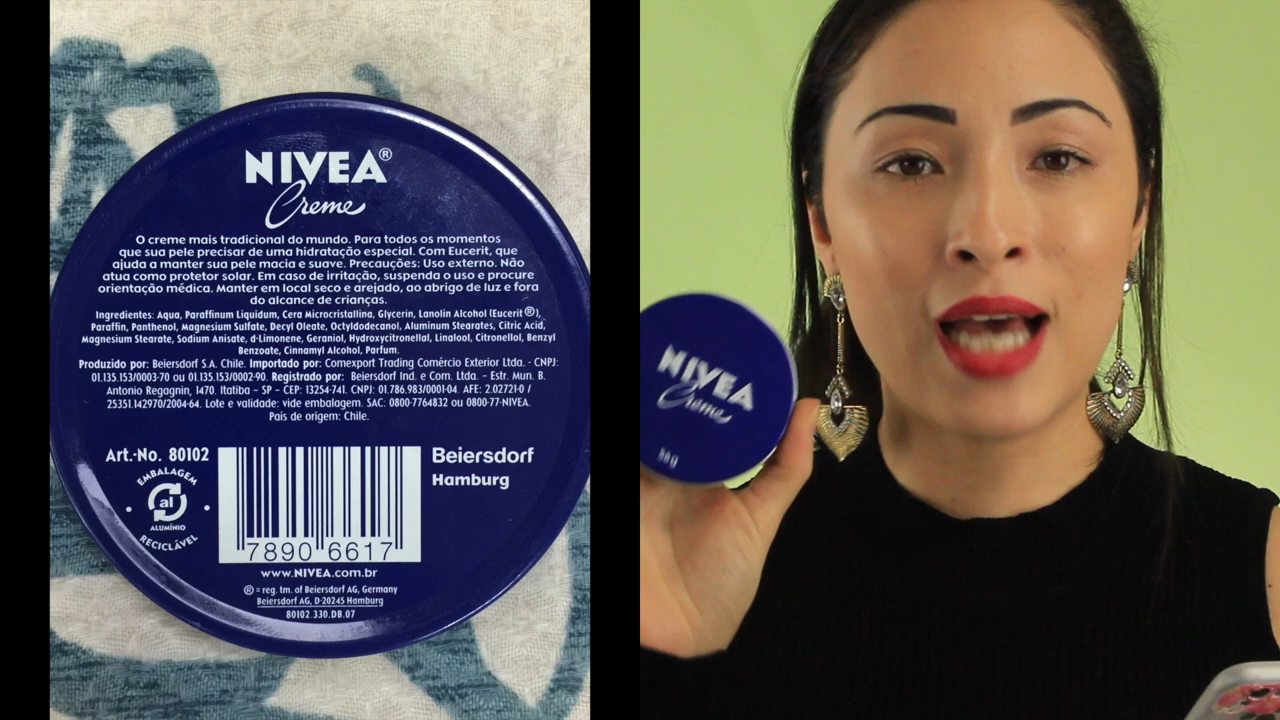 NIVEA®
Creme
O creme mais tradicional do mundo. Para todos os momentos
que sua pele precisar de uma hidratação especial. Com Eucerit, que
ajuda a manter sua pele macia e suave. Precauções: Uso externo. Não
atua como protetor solar. Em caso de irritação, suspenda o uso e procure
orientação médica. Manter em local seco e arejado, ao abrigo de luz e fora
do alcance de crianças.
Ingredientes: Aqua, Paraffinum Liquidum, Cera Microcristallina, Glycerin, Lanolin Alcohol (Eucerit®),
Paraffin, Panthenol, Magnesium Sulfate, Decyl Oleate, Octyldodecanol, Aluminum Stearates, Citric Acid,
Magnesium Stearate, Sodium Anisate, d-Limonene, Geraniol, Hydroxycitronellal, Linalool, Citronellol, Benzyl
Benzoate, Cinnamyl Alcohol, Parfum.
Produzido por: Beiersdorf S.A. Chile. Importado por: Comexport Trading Comércio Exterior Ltda. - CNPJ:
01.135.153/0003-70 ou 01.135.153/0002-90. Registrado por: Beiersdorf Ind. e Com. Ltda. – Estr. Mun. B.
Antonio Regagnin, 1470. Itatiba – SP – CEP: 13254-741. CNPJ: 01.786.983/0001-04. AFE: 2.02721-0 /
25351.142970/2004-64. Lote e validade: vide embalagem. SAC: 0800-7764832 ou 0800-77-NIVEA.
País de origem: Chile.
Art.-No. 80102
EMBALAGEM
al
ALUMÍNIO
RECICLÁVEL
Beiersdorf
Hamburg
7890 6617
www.NIVEA.com.br
® = reg. tm. of Beiersdorf AG, Germany
Beiersdorf AG, D-20245 Hamburg
80102.330.DB.07
NIVEA
Creme
56g